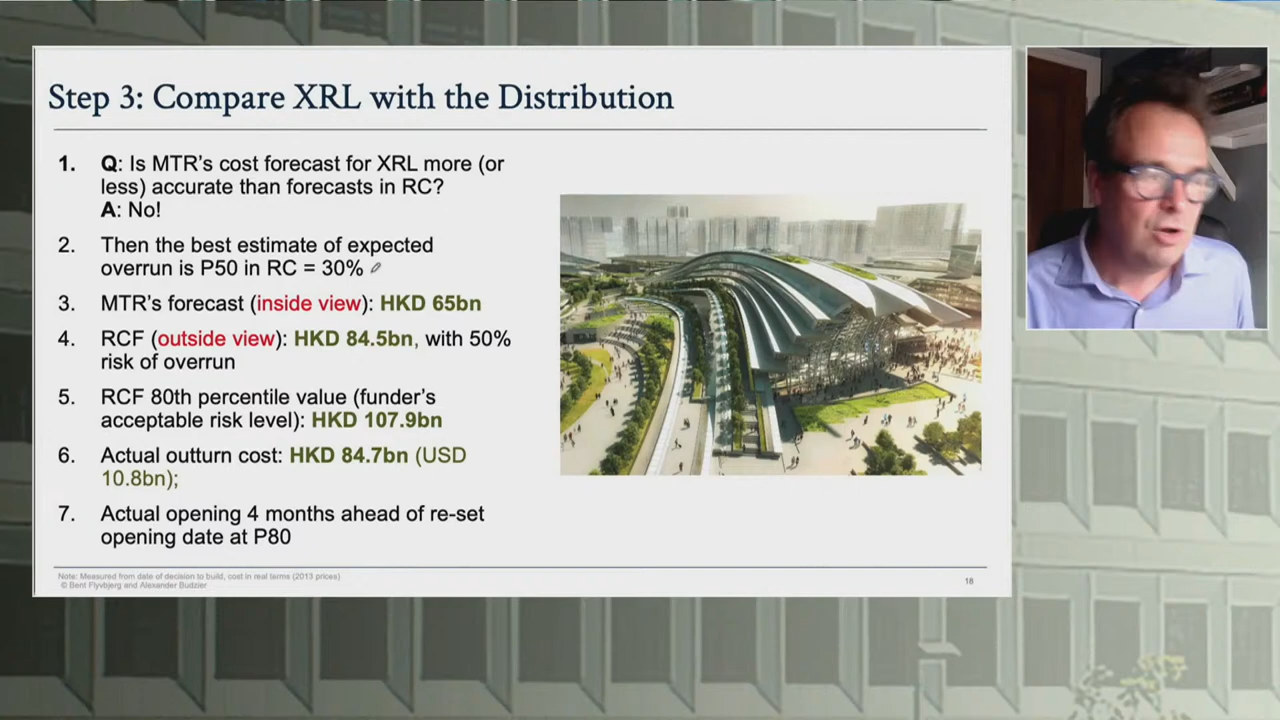 Step 3: Compare XRL with the Distribution
1. Q: Is MTR's cost forecast for XRL more (or
less) accurate than forecasts in RC?
A: No!
2. Then the best estimate of expected
overrun is P50 in RC = 30%
3. MTR's forecast (inside view): HKD 65bn
4. RCF (outside view): HKD 84.5bn, with 50%
risk of overrun
5. RCF 80th percentile value (funder's
acceptable risk level): HKD 107.9bn
6. Actual outturn cost: HKD 84.7bn (USD
10.8bn);
7. Actual opening 4 months ahead of re-set
opening date at P80
Note: Measured from date of decision to build, cost in real terms (2013 prices)
© Bent Flyvbjerg and Alexander Budzier
18